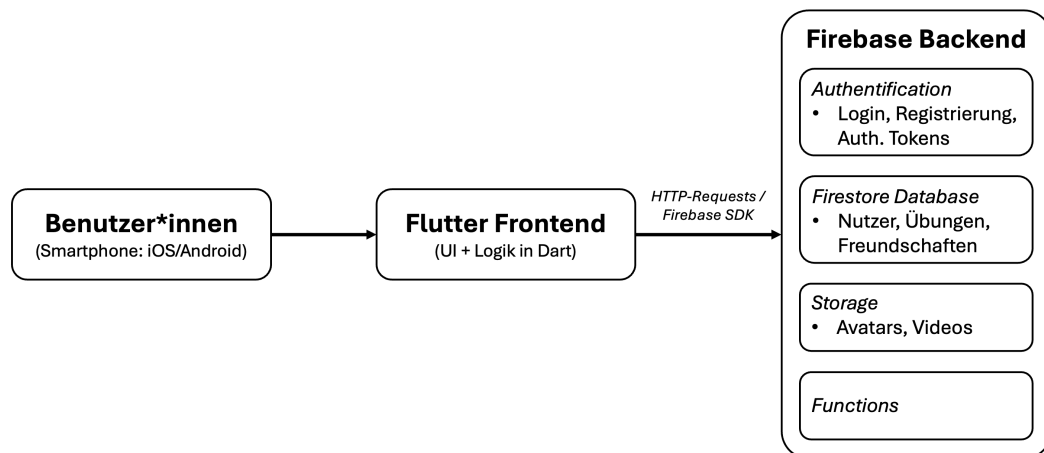 Benutzer*innen
(Smartphone: iOS/Android)
Flutter Frontend
(UI + Logik in Dart)
HTTP-Requests /
Firebase SDK
Firebase Backend
Authentification
• Login, Registrierung,
Auth. Tokens
Firestore Database
• Nutzer, Übungen,
Freundschaften
Storage
• Avatars, Videos
Functions